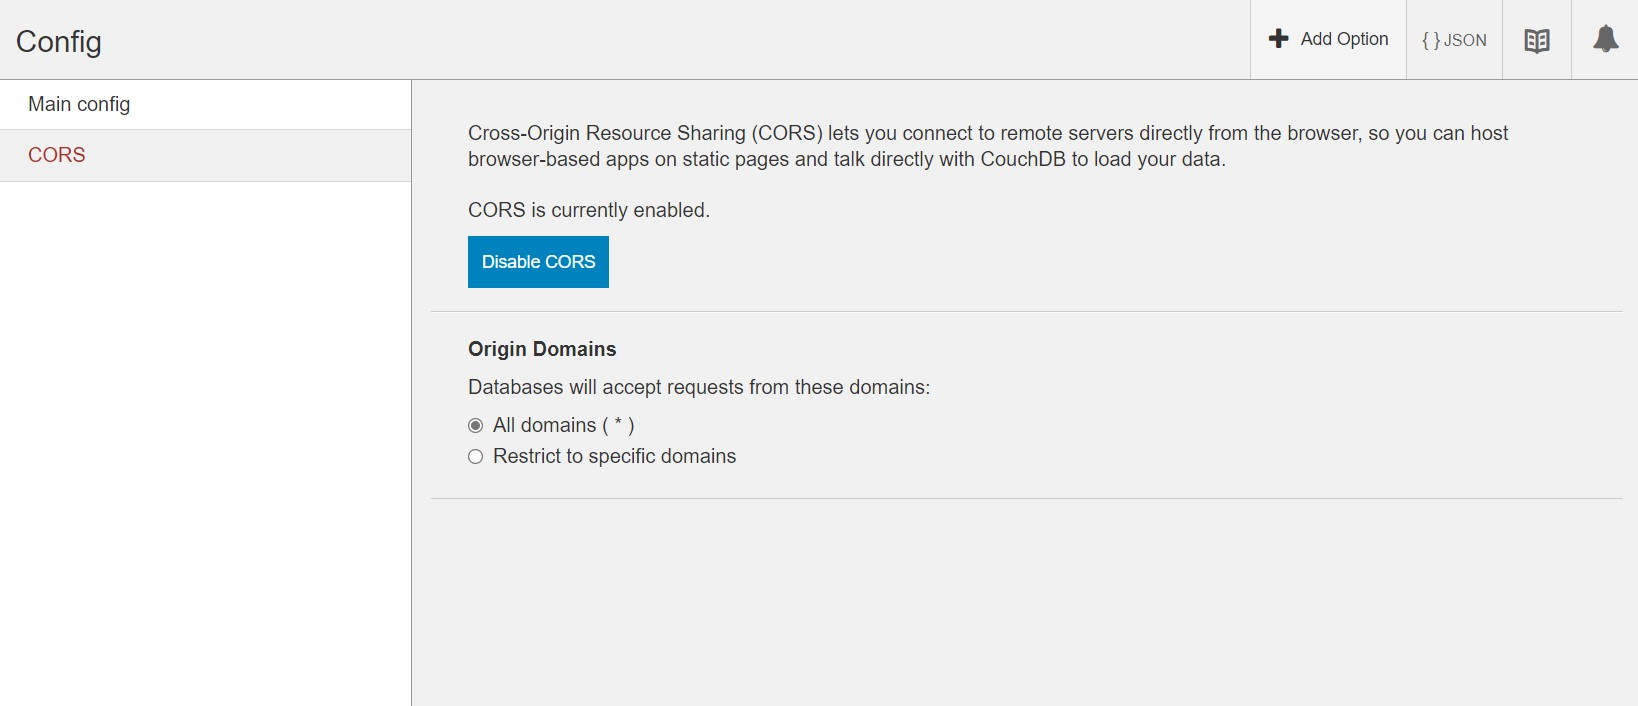 Config
Add Option
{ } JSON
Main config
CORS
Cross-Origin Resource Sharing (CORS) lets you connect to remote servers directly from the browser, so you can host
browser-based apps on static pages and talk directly with CouchDB to load your data.
CORS is currently enabled.
Disable CORS
Origin Domains
Databases will accept requests from these domains:
All domains ( * )
Restrict to specific domains